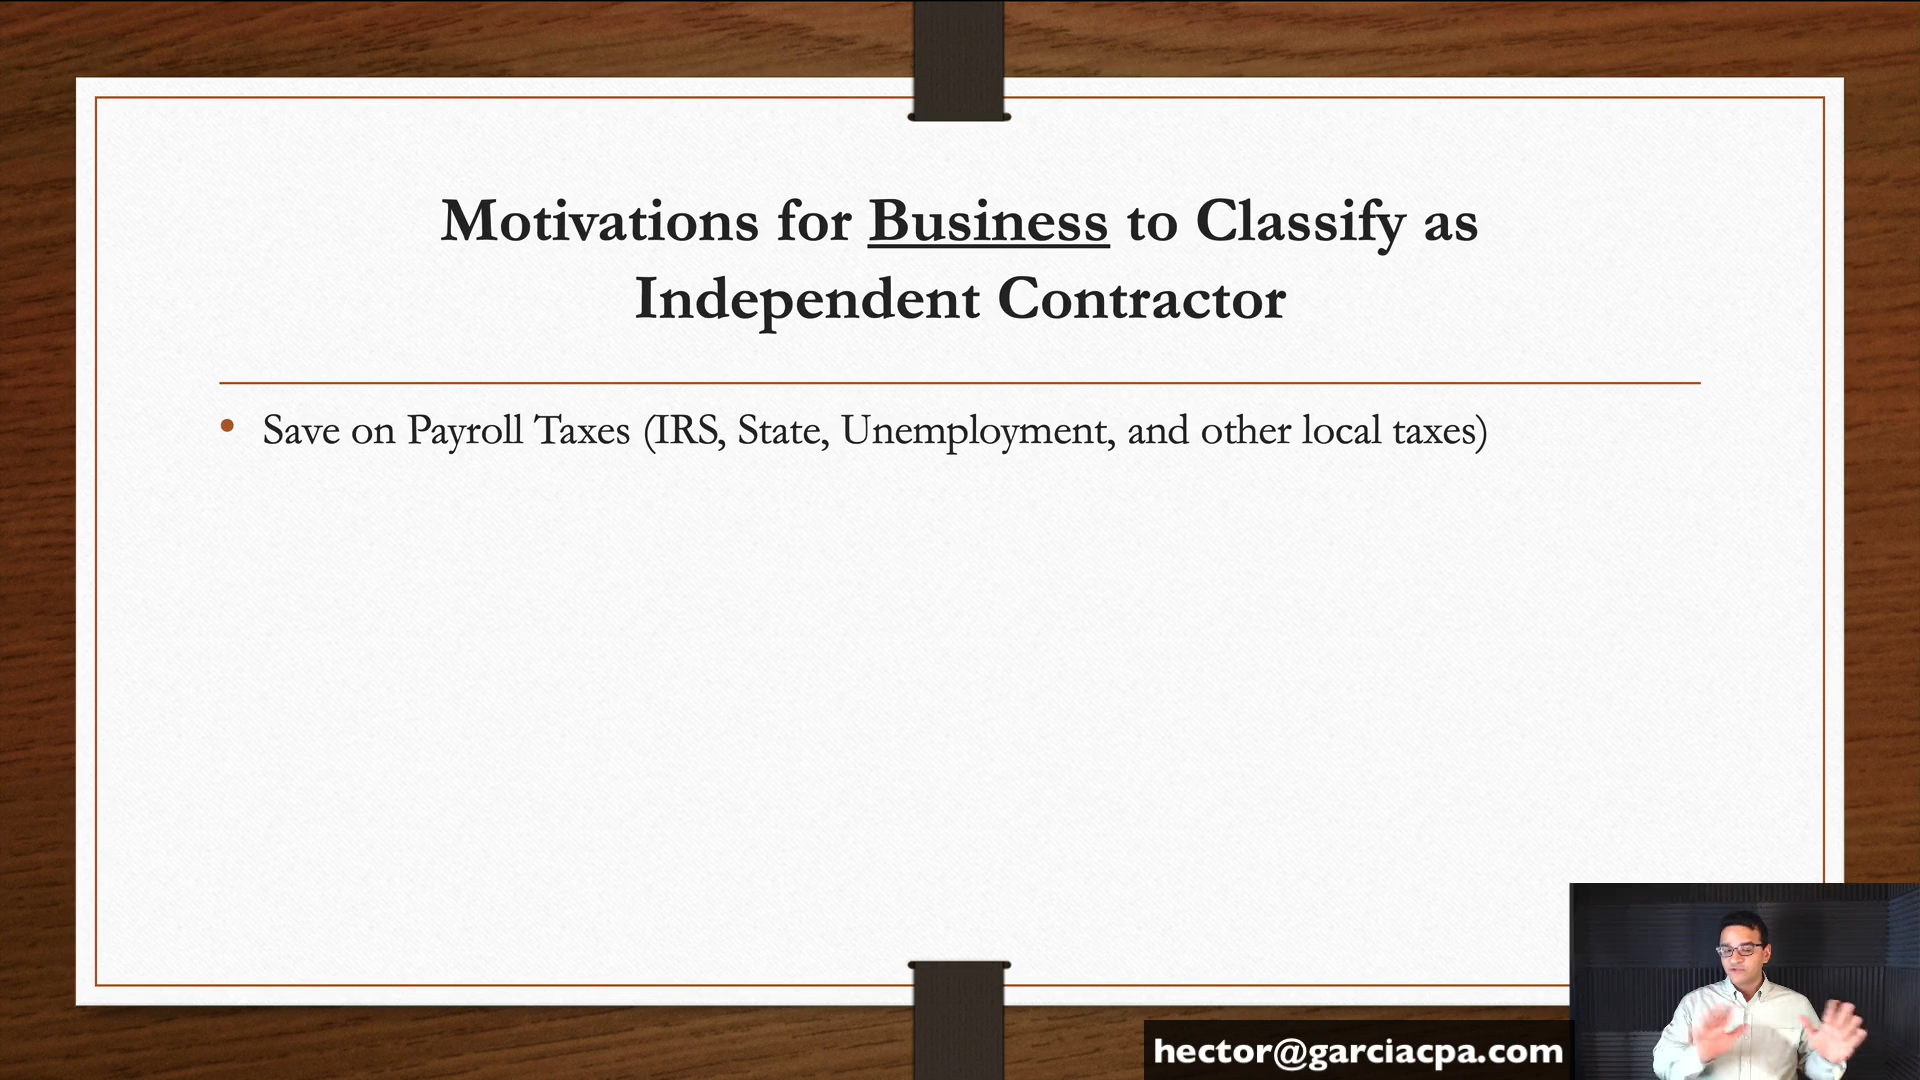 Motivations for Business to Classify as
Independent Contractor
• Save on Payroll Taxes (IRS, State, Unemployment, and other local taxes)
hector@garciacpa.com